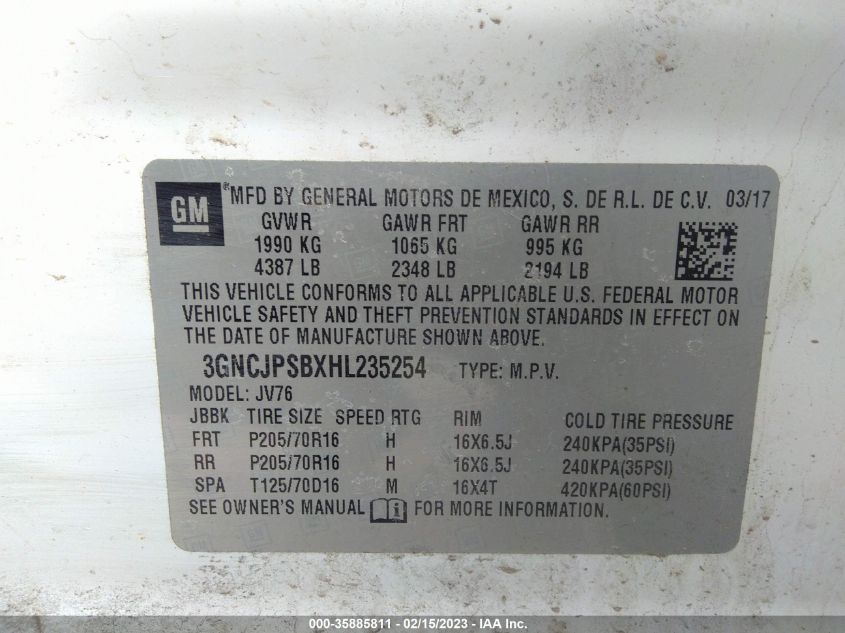 GM ® MFD BY GENERAL MOTORS DE MEXICO, S. DE R.L. DE C.V. 03/17
GVWR GAWR FRT GAWR RR
1990 KG 1065 KG 995 KG
4387 LB 2348 LB 2194 LB
THIS VEHICLE CONFORMS TO ALL APPLICABLE U.S. FEDERAL MOTOR
VEHICLE SAFETY AND THEFT PREVENTION STANDARDS IN EFFECT ON
THE DATE OF MANUFACTURE SHOWN ABOVE.
3GNCJPSBXHL235254 TYPE: M.P.V.
MODEL: JV76
JBBK TIRE SIZE SPEED RTG RIM COLD TIRE PRESSURE
FRT P205/70R16 H 16X6.5J 240KPA(35PSI)
RR P205/70R16 H 16X6.5J 240KPA(35PSI)
SPA T125/70D16 M 16X4T 420KPA(60PSI)
SEE OWNER'S MANUAL i FOR MORE INFORMATION.
000-35885811 - 02/15/2023 - IAA Inc.